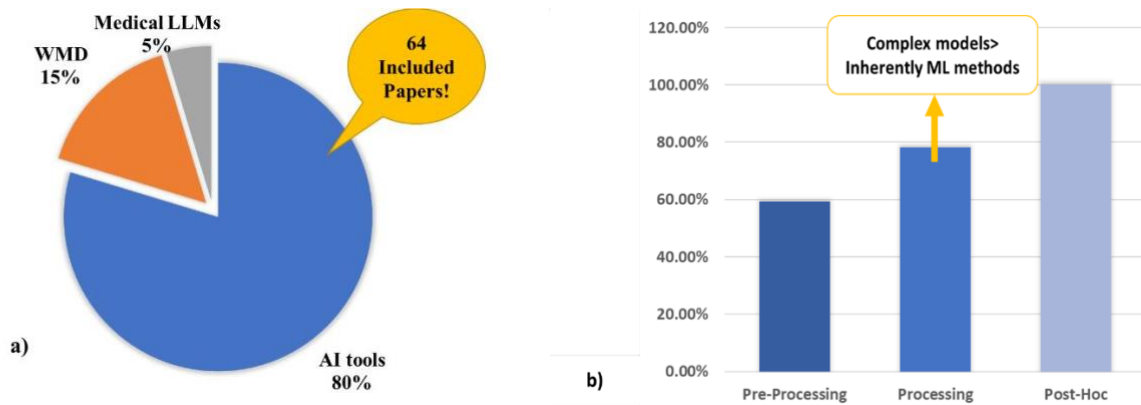 Medical LLMs
5%
WMD
15%
64
Included
Papers!
AI tools
80%
a)
120.00%
100.00%
80.00%
60.00%
40.00%
20.00%
0.00%
Complex models>
Inherently ML methods
Pre-Processing
Processing
Post-Hoc
b)